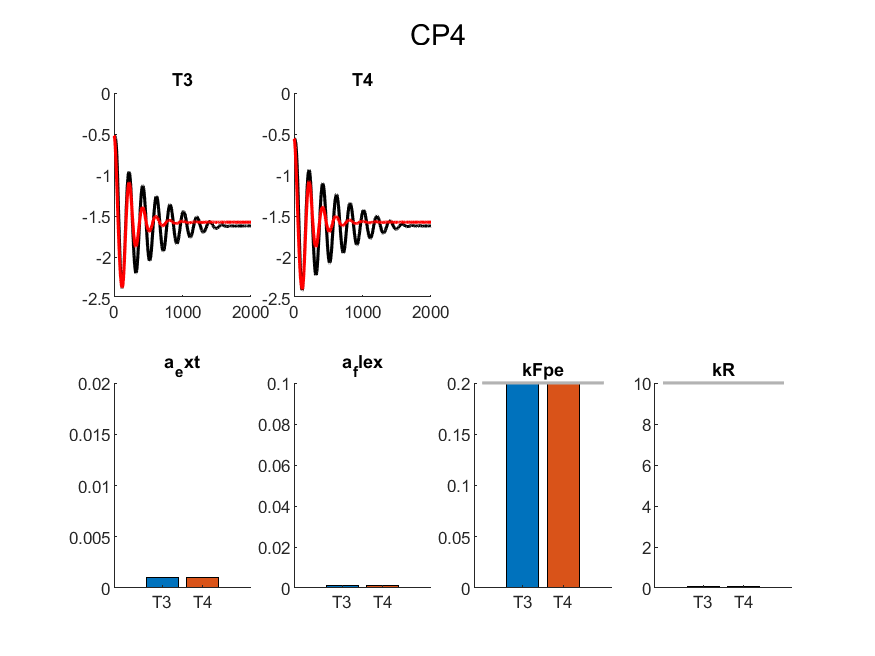 CP4
T3 T4
0 0
-0.5 -0.5
-1 -1
-1.5 -1.5
-2 -2
-2.5 -2.5
0 1000 2000 0 1000 2000
aext aflex kFpe kR
0.02 0.1 0.2 10
0.015 0.08 0.15 8
0.01 0.06 0.1 6
0.005 0.04 0.05 4
0 0.02 0 2
0 0
T3 T4 T3 T4 T3 T4 T3 T4